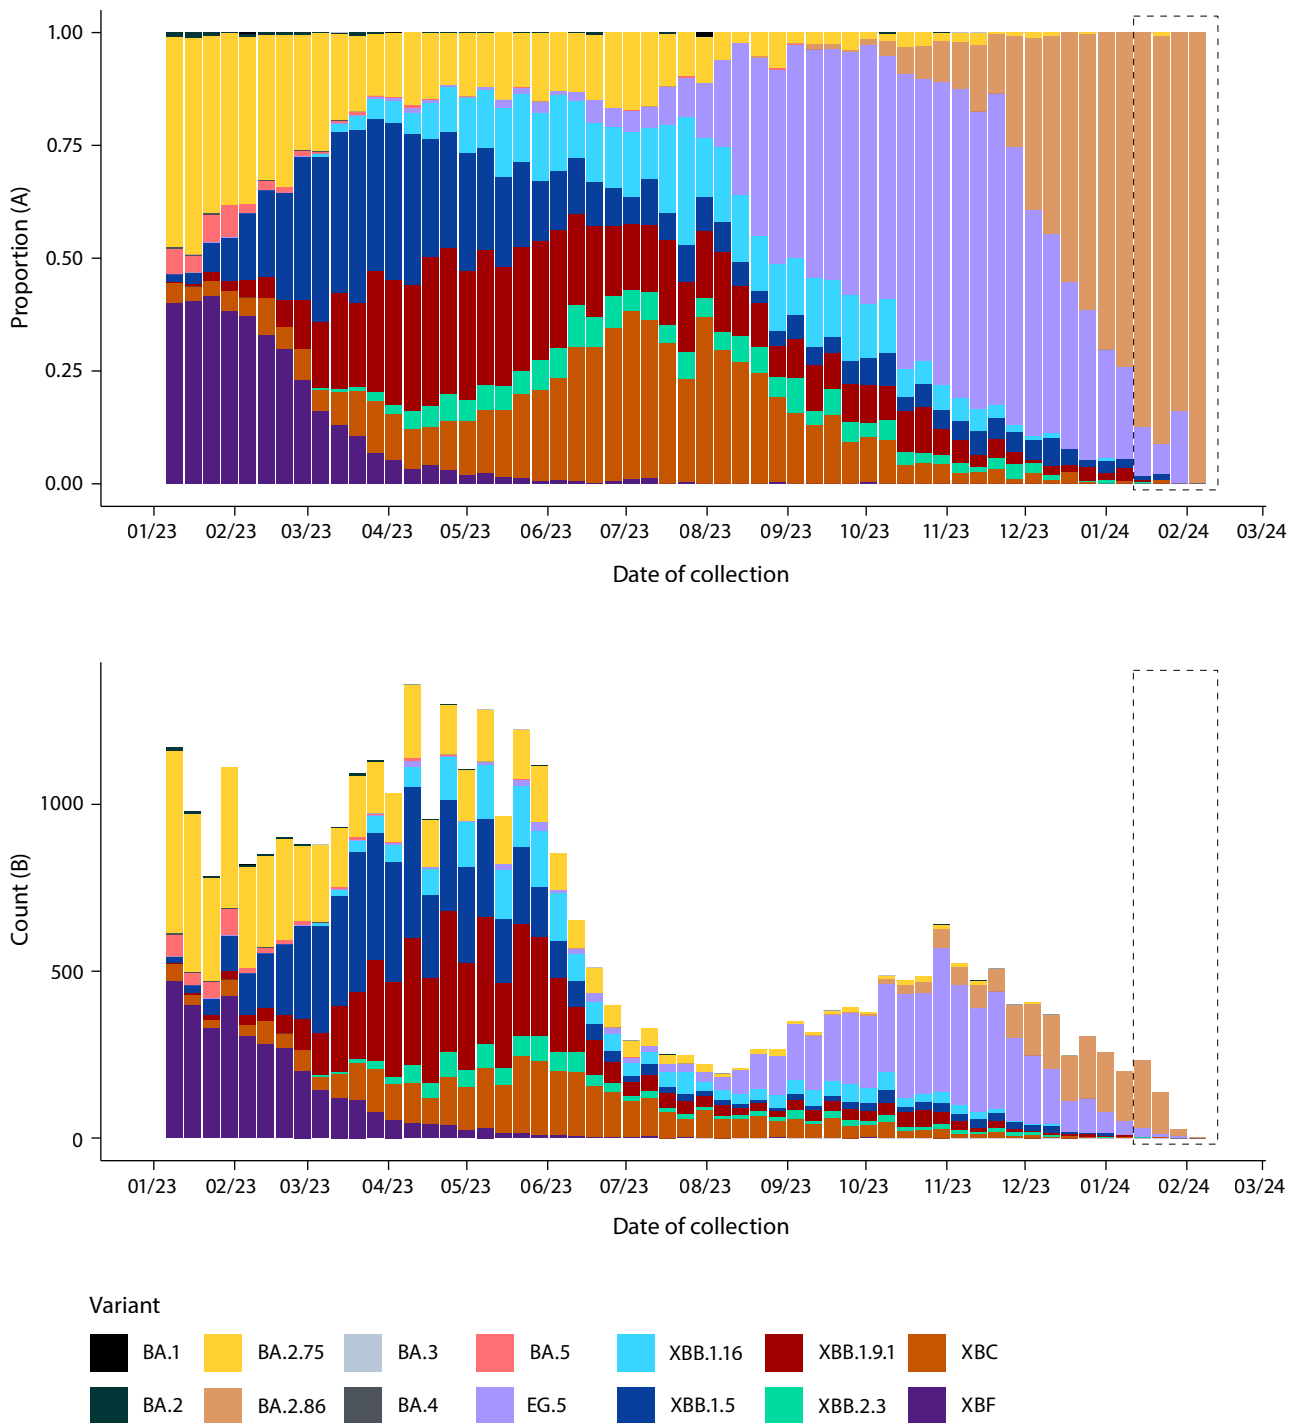 1.00
0.75
0.50
0.25
0.00
Proportion (A)
01/23 02/23 03/23 04/23 05/23 06/23 07/23 08/23 09/23 10/23 11/23 12/23 01/24 02/24 03/24
Date of collection
1000
500
0
Count (B)
01/23 02/23 03/23 04/23 05/23 06/23 07/23 08/23 09/23 10/23 11/23 12/23 01/24 02/24 03/24
Date of collection
Variant
BA.1 BA.2.75 BA.3 BA.5 XBB.1.16 XBB.1.9.1 XBC
BA.2 BA.2.86 BA.4 EG.5 XBB.1.5 XBB.2.3 XBF